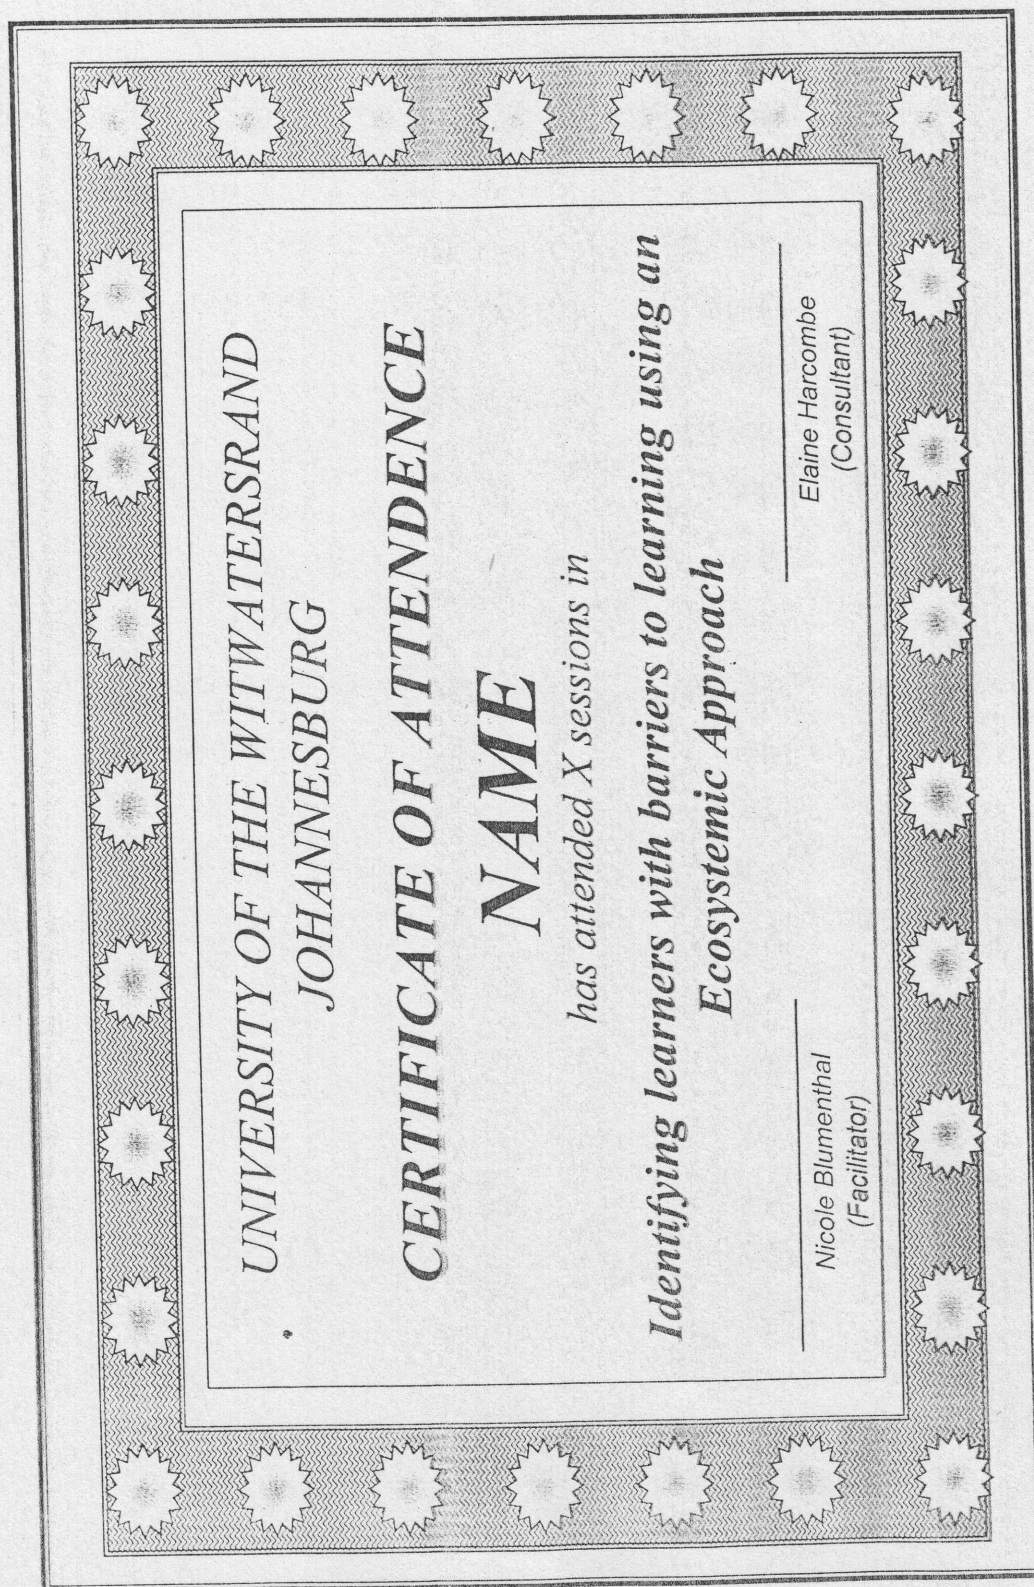 UNIVERSITY OF THE WITWATERSRAND
JOHANNESBURG
CERTIFICATE OF ATTENDENCE
NAME
has attended X sessions in
Identifying learners with barriers to learning using an
Ecosystemic Approach
Nicole Blumenthal
(Facilitator)
Elaine Harcombe
(Consultant)